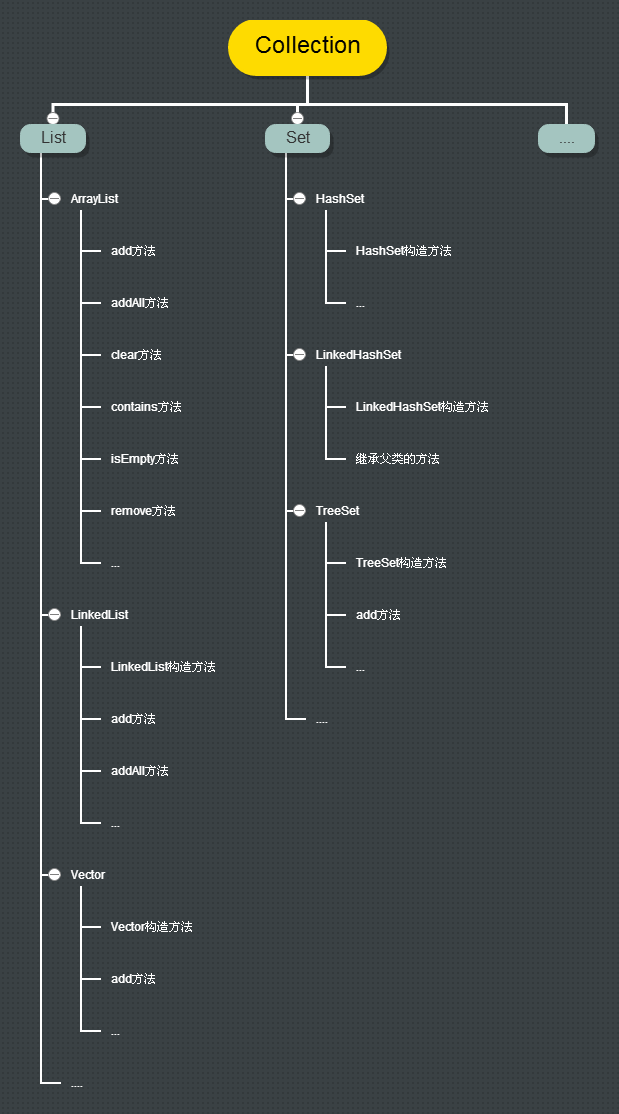 Collection
List
Set
....
ArrayList
add方法
addAll方法
clear方法
contains方法
isEmpty方法
remove方法
...
LinkedList
LinkedList构造方法
add方法
addAll方法
...
Vector
Vector构造方法
add方法
...
....
HashSet
HashSet构造方法
...
LinkedHashSet
LinkedHashSet构造方法
继承父类的方法
TreeSet
TreeSet构造方法
add方法
...
....